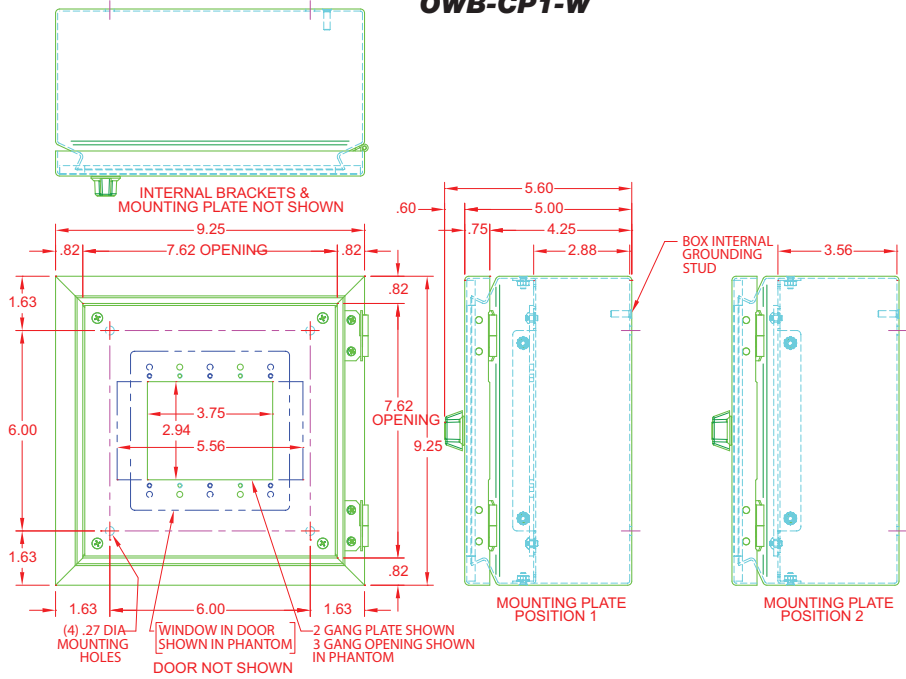 OWB-CP1-W
INTERNAL BRACKETS &
MOUNTING PLATE NOT SHOWN
9.25
.82
7.62 OPENING
.82
1.63
6.00
1.63
.82
7.62
OPENING
9.25
.82
3.75
2.94
5.56
1.63
6.00
1.63
(4) .27 DIA
MOUNTING
HOLES
WINDOW IN DOOR
SHOWN IN PHANTOM
2 GANG PLATE SHOWN
3 GANG OPENING SHOWN
IN PHANTOM
DOOR NOT SHOWN
5.60
.60
5.00
.75
4.25
2.88
BOX INTERNAL
GROUNDING
STUD
MOUNTING PLATE
POSITION 1
3.56
MOUNTING PLATE
POSITION 2